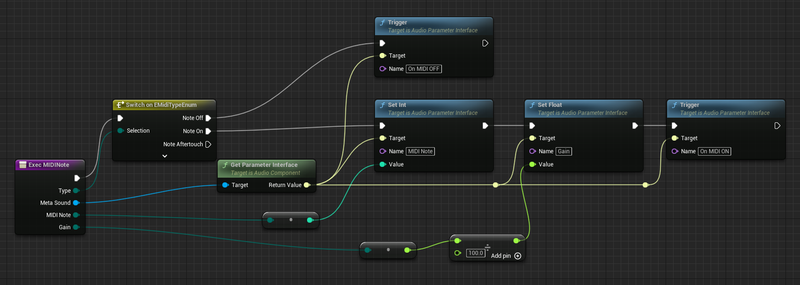 Trigger
Target is Audio Parameter Interface
Target
Name On MIDI OFF
Switch on EMidiTypeEnum
Note Off
Selection
Note On
Note Aftertouch
Set Int
Target is Audio Parameter Interface
Target
Name MIDI Note
Value
Set Float
Target is Audio Parameter Interface
Target
Name Gain
Value
Trigger
Target is Audio Parameter Interface
Target
Name On MIDI ON
Exec MIDINote
Type
Meta Sound
MIDI Note
Gain
Get Parameter Interface
Target is Audio Component
Target
Return Value
÷
100.0
Add pin